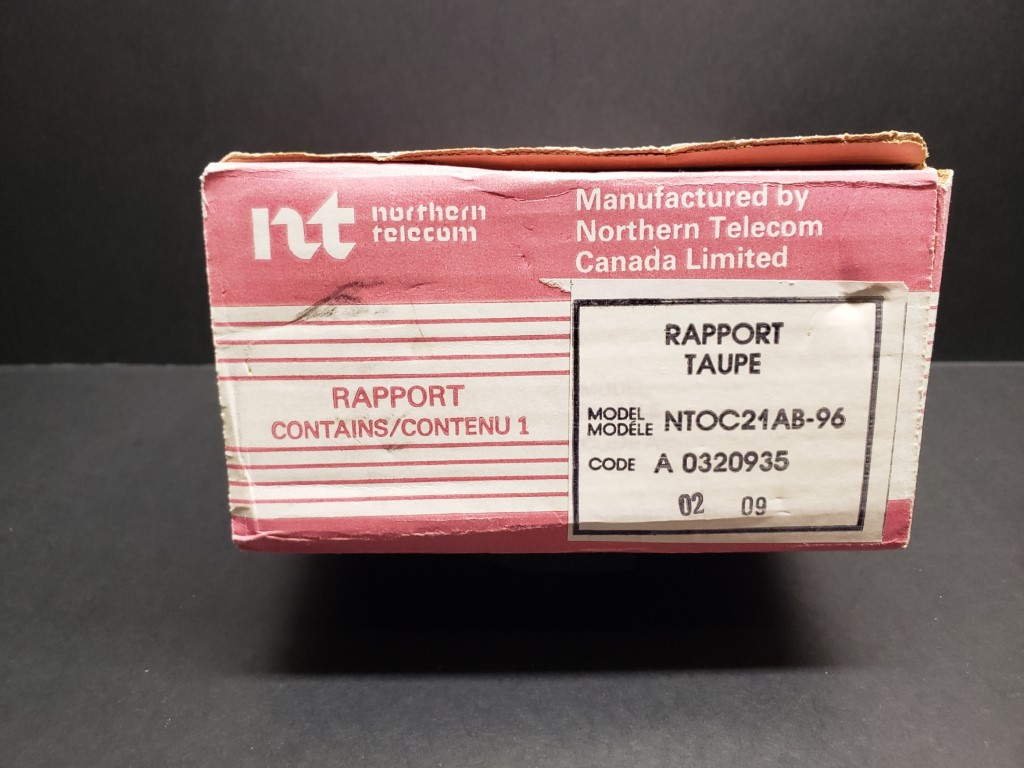 nt northern
telecom
Manufactured by
Northern Telecom
Canada Limited
RAPPORT
CONTAINS/CONTENU 1
RAPPORT
TAUPE
MODEL
MODÈLE NTOC21AB-96
CODE A 0320935
02 09